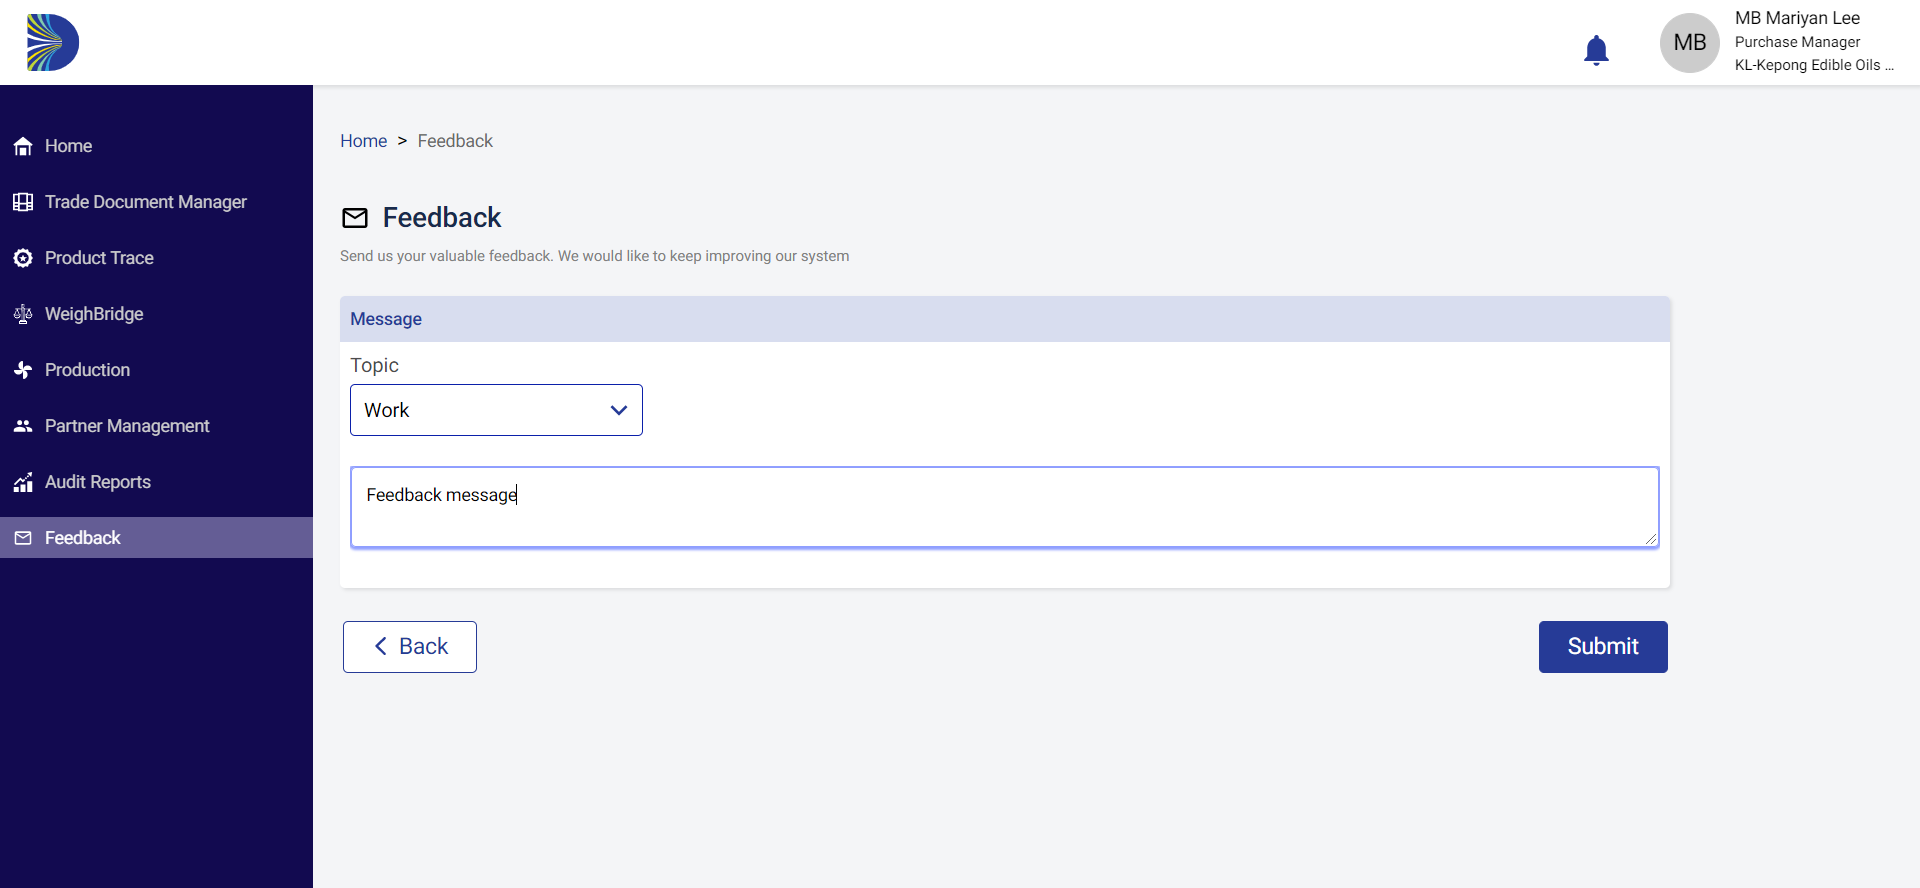 MB
MB Mariyan Lee
Purchase Manager
KL-Kepong Edible Oils ...
Home
Trade Document Manager
Product Trace
WeighBridge
Production
Partner Management
Audit Reports
Feedback
Home > Feedback
Feedback
Send us your valuable feedback. We would like to keep improving our system
Message
Topic
Work
Feedback message
Back
Submit